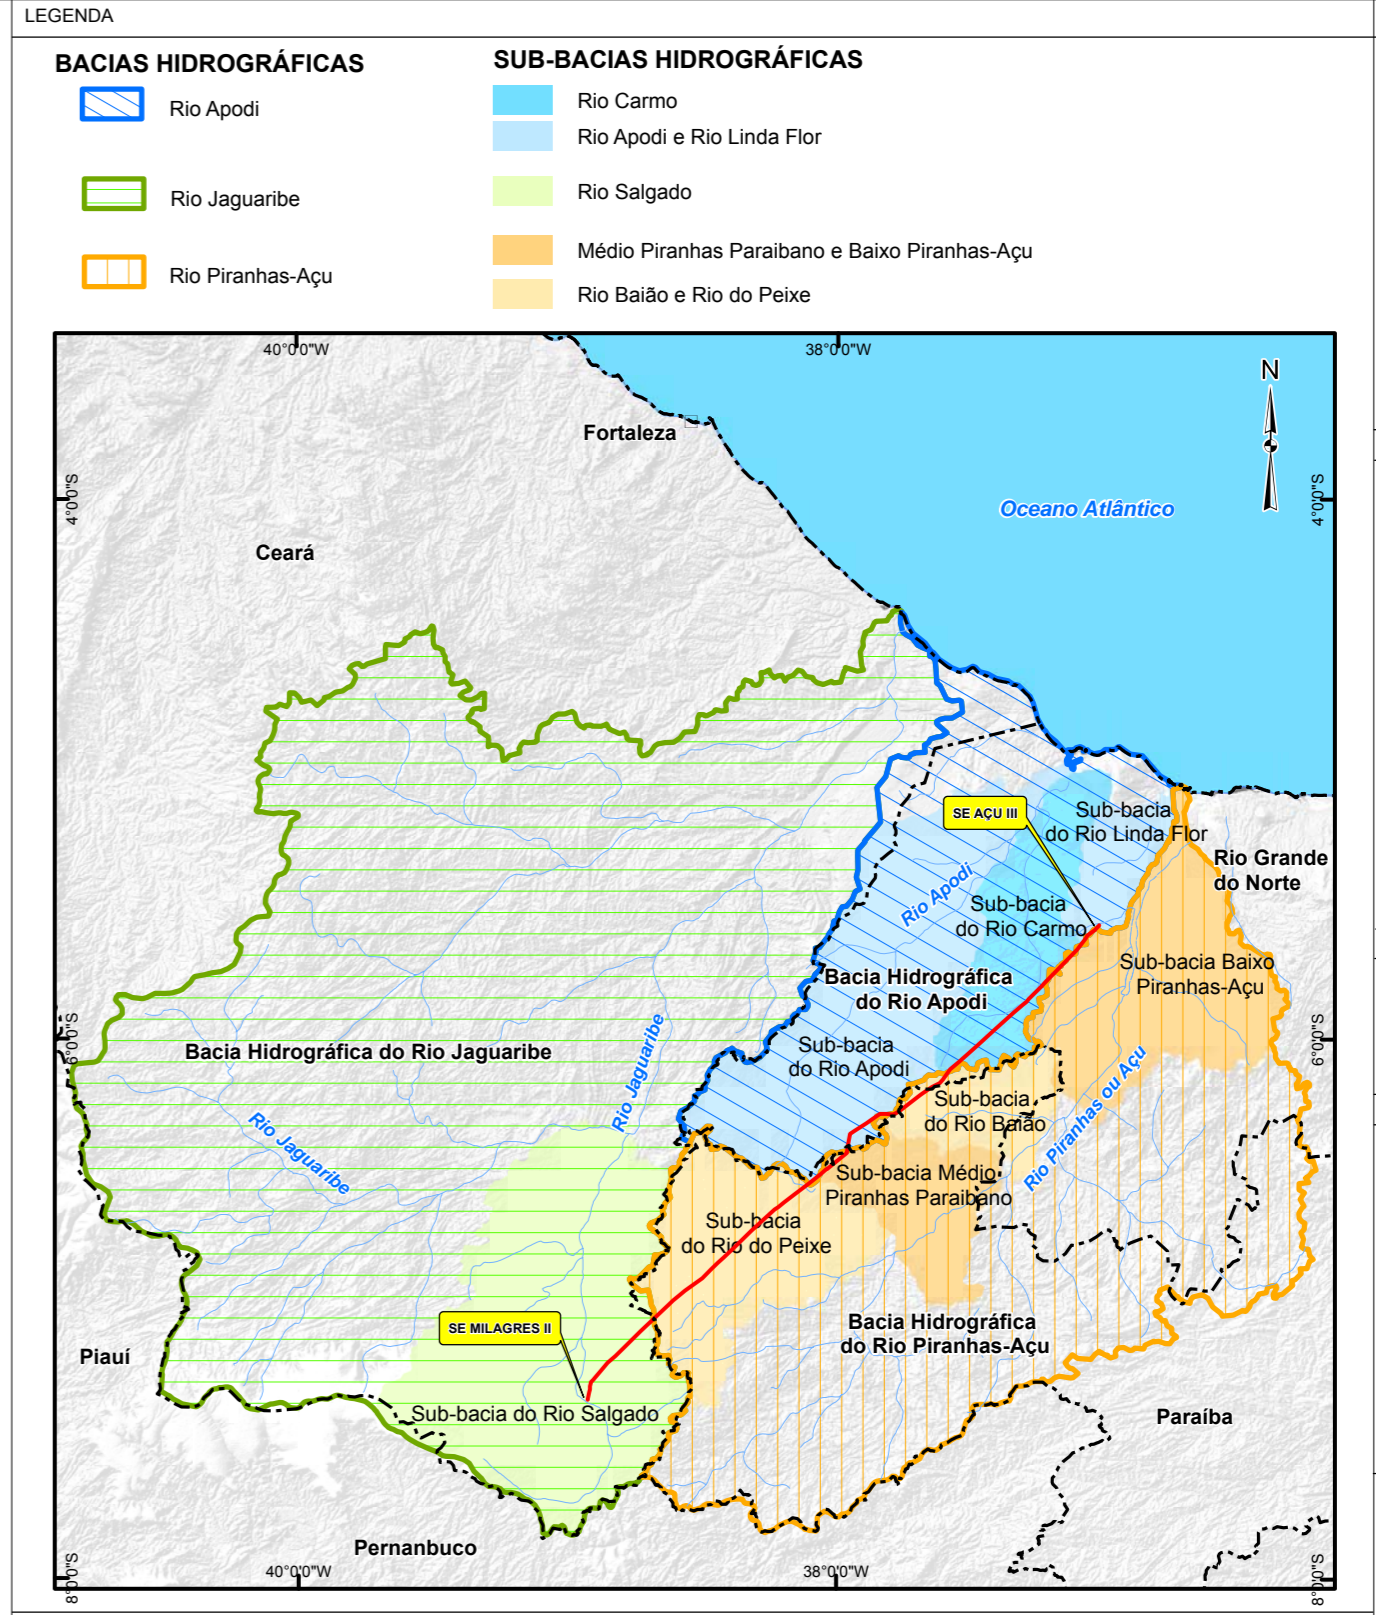 LEGENDA
BACIAS HIDROGRÁFICAS
Rio Apodi
Rio Jaguaribe
Rio Piranhas-Açu
SUB-BACIAS HIDROGRÁFICAS
Rio Carmo
Rio Apodi e Rio Linda Flor
Rio Salgado
Médio Piranhas Paraibano e Baixo Piranhas-Açu
Rio Baião e Rio do Peixe
40°0'0"W
38°0'0"W
N
Fortaleza
4°0'0"S
4°0'0"S
Oceano Atlântico
Ceará
SE AÇU III
Sub-bacia
do Rio Linda Flor
Rio Grande
do Norte
Rio Apodi
Sub-bacia
do Rio Carmo
Sub-bacia Baixo
Piranhas-Açu
Bacia Hidrográfica
do Rio Apodi
6°0'0"S
6°0'0"S
Bacia Hidrográfica do Rio Jaguaribe
Rio Jaguaribe
Sub-bacia
do Rio Apodi
Sub-bacia
do Rio Baião
Rio Piranhas ou Açu
Rio Jaguaribe
Sub-bacia Médio
Piranhas Paraibano
Sub-bacia
do Rio do Peixe
SE MILAGRES II
Bacia Hidrográfica
do Rio Piranhas-Açu
Piauí
Sub-bacia do Rio Salgado
Paraíba
Pernambuco
8°0'0"S
8°0'0"S
40°0'0"W
38°0'0"W